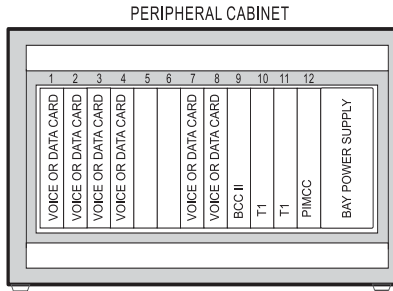 PERIPHERAL CABINET
1 2 3 4 5 6 7 8 9 10 11 12
VOICE OR DATA CARD
VOICE OR DATA CARD
VOICE OR DATA CARD
VOICE OR DATA CARD
VOICE OR DATA CARD
VOICE OR DATA CARD
BCC II
T1
T1
PIMCC
BAY POWER SUPPLY